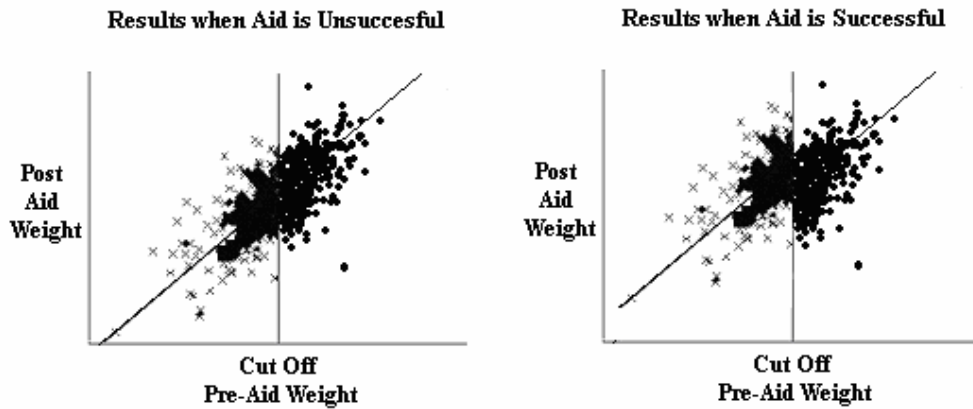 Results when Aid is Unsuccesful
Post
Aid
Weight
Cut Off
Pre-Aid Weight
Results when Aid is Successful
Post
Aid
Weight
Cut Off
Pre-Aid Weight